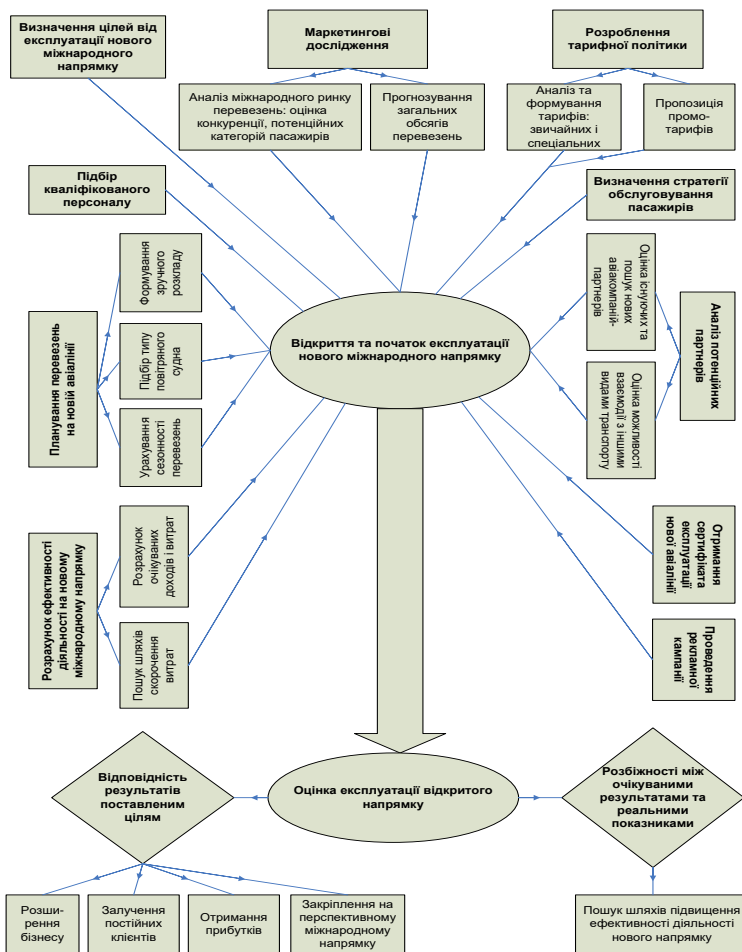 Визначення цілей від
експлуатації нового
міжнародного
напрямку
Маркетингові
дослідження
Розроблення
тарифної політики
Аналіз міжнародного ринку
перевезень: оцінка
конкуренції, потенційних
категорій пасажирів
Прогнозування
загальних
обсягів
перевезень
Аналіз та
формування
тарифів:
звичайних і
спеціальних
Пропозиція
промо-
тарифів
Підбір
кваліфікованого
персоналу
Визначення стратегії
обслуговування
пасажирів
Планування перевезень
на новій авіалінії
Формування
зручного
розкладу
Підбір типу
повітряного
судна
Урахування
сезонності
перевезень
Відкриття та початок експлуатації
нового міжнародного напрямку
Оцінка існуючих та
пошук нових
авіакомпаній-
партнерів
Оцінка можливості
взаємодії з іншими
видами транспорту
Аналіз потенційних
партнерів
Розрахунок ефективності
діяльності на новому
міжнародному напрямку
Розрахунок
очікуваних
доходів і витрат
Пошук шляхів
скорочення
витрат
Отримання
сертифіката
експлуатації
нової авіалінії
Проведення
рекламної
кампанії
Відповідність
результатів
поставленим
цілям
Оцінка експлуатації відкритого
напрямку
Розбіжності між
очікуваними
результатами та
реальними
показниками
Розши-
рення
бізнесу
Залучення
постійних
клієнтів
Отримання
прибутків
Закріплення на
перспективному
міжнародному
напрямку
Пошук шляхів підвищення
ефективності діяльності
нового напрямку